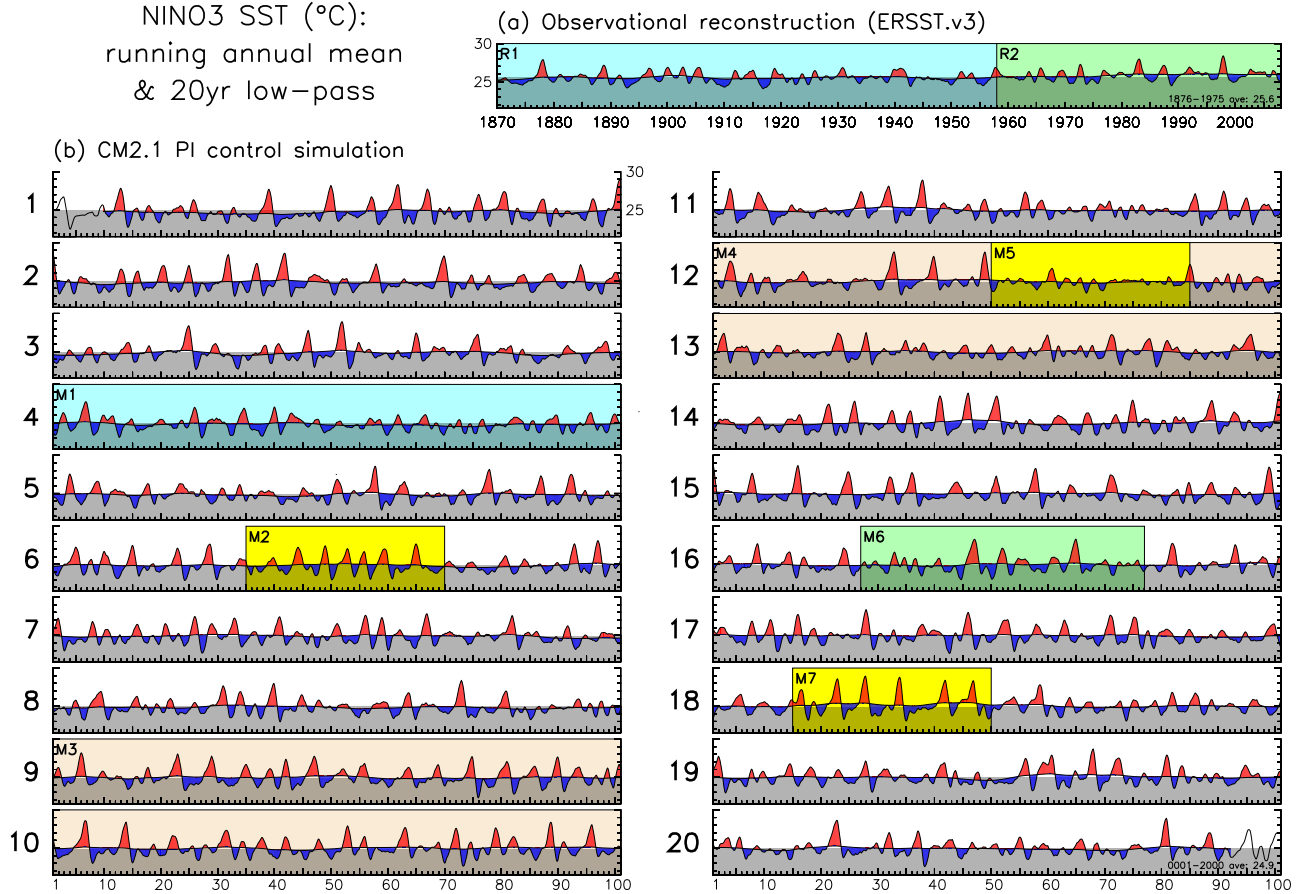 NINO3 SST (°C):
running annual mean
& 20yr low-pass
(a) Observational reconstruction (ERSST.v3)
30
25
R1
R2
1876-1975 ave: 25.6
1870 1880 1890 1900 1910 1920 1930 1940 1950 1960 1970 1980 1990 2000
(b) CM2.1 PI control simulation
30
25
1
2
3
4
M1
5
6
M2
7
8
9
M3
10
1 10 20 30 40 50 60 70 80 90 100
11
12
M4
M5
13
14
15
16
M6
17
18
M7
19
20
0001-2000 ave: 24.9
1 10 20 30 40 50 60 70 80 90 100